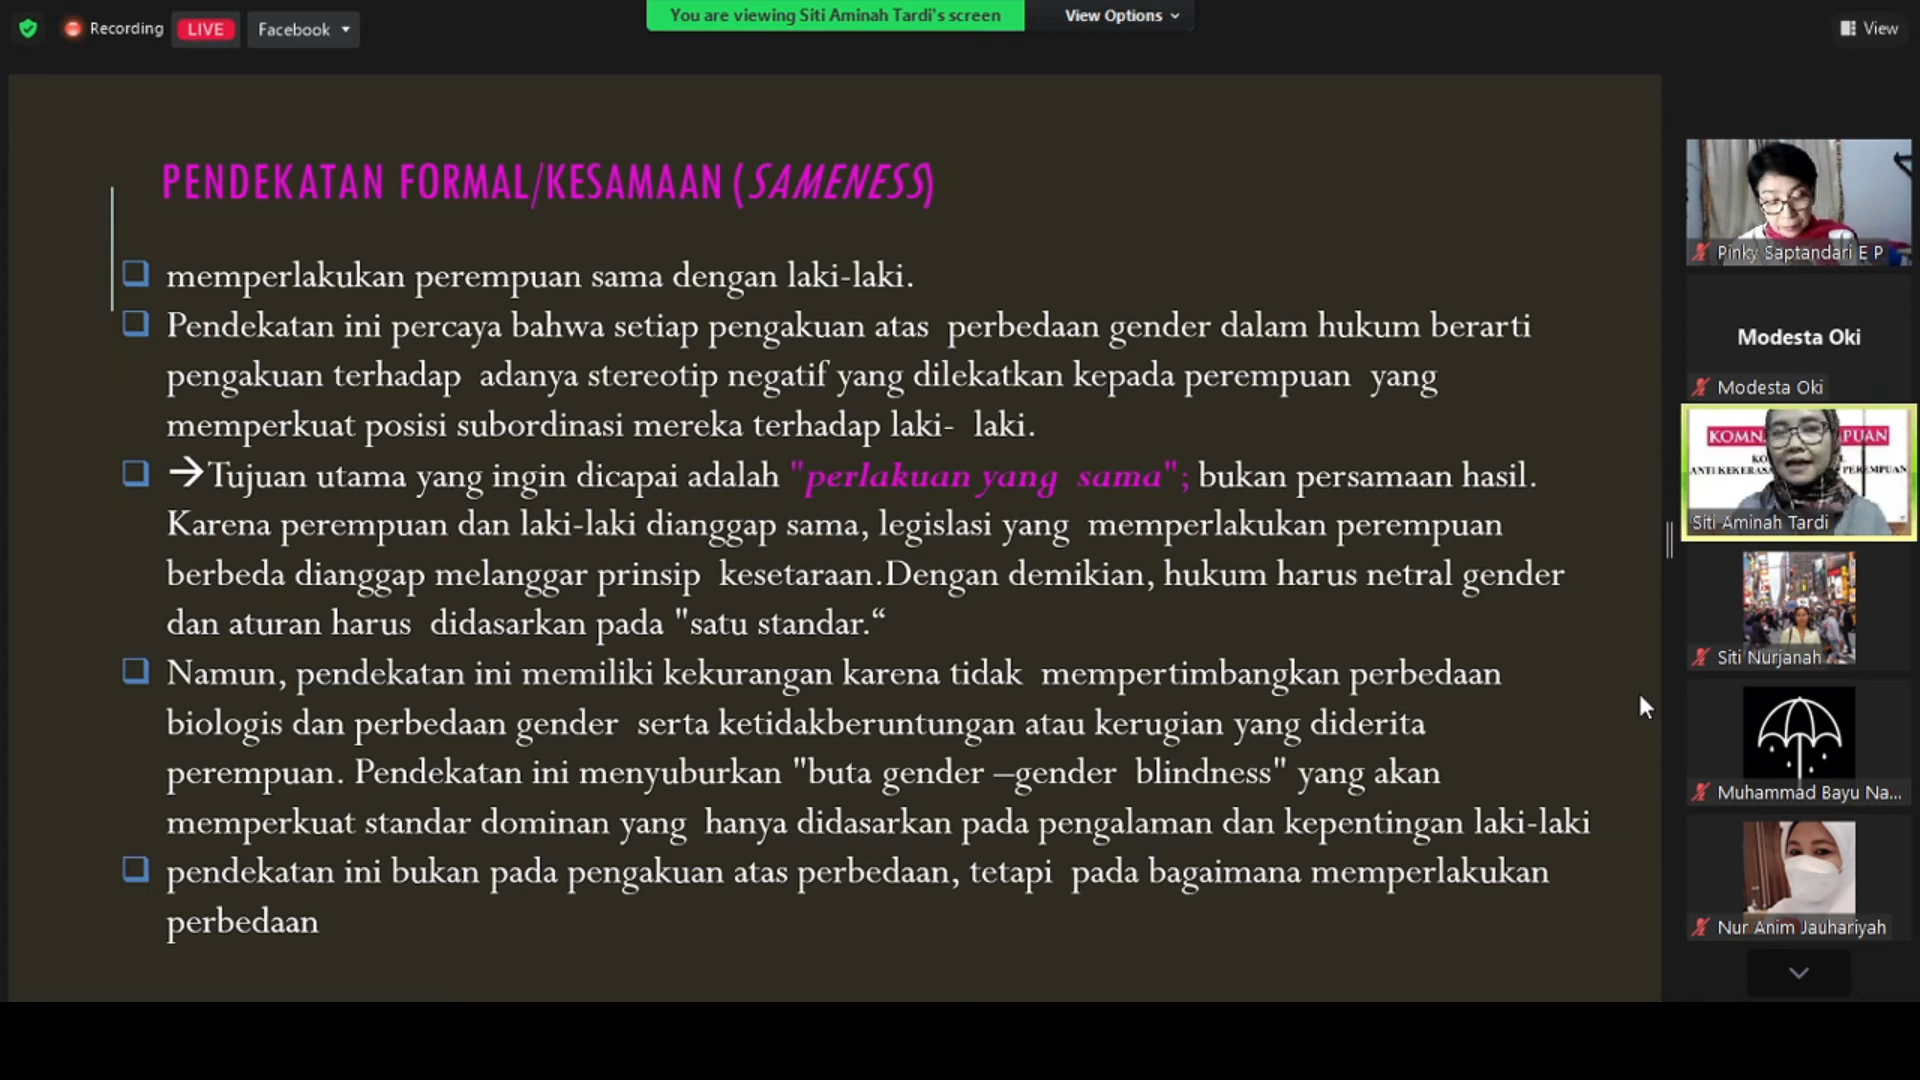 Recording
LIVE
Facebook
You are viewing Siti Aminah Tardi's screen
View Options
View
PENDEKATAN FORMAL/KESAMAAN (SAMENESS)
memperlakukan perempuan sama dengan laki-laki.
Pendekatan ini percaya bahwa setiap pengakuan atas perbedaan gender dalam hukum berarti
pengakuan terhadap adanya stereotip negatif yang dilekatkan kepada perempuan yang
memperkuat posisi subordinasi mereka terhadap laki- laki.
→Tujuan utama yang ingin dicapai adalah "perlakuan yang sama"; bukan persamaan hasil.
Karena perempuan dan laki-laki dianggap sama, legislasi yang memperlakukan perempuan
berbeda dianggap melanggar prinsip kesetaraan.Dengan demikian, hukum harus netral gender
dan aturan harus didasarkan pada "satu standar.“
Namun, pendekatan ini memiliki kekurangan karena tidak mempertimbangkan perbedaan
biologis dan perbedaan gender serta ketidakberuntungan atau kerugian yang diderita
perempuan. Pendekatan ini menyuburkan "buta gender –gender blindness" yang akan
memperkuat standar dominan yang hanya didasarkan pada pengalaman dan kepentingan laki-laki
pendekatan ini bukan pada pengakuan atas perbedaan, tetapi pada bagaimana memperlakukan
perbedaan
Pinky Saptandari E P
Modesta Oki
Modesta Oki
ANTI PEREMPUAN
Siti Aminah Tardi
Siti Nurjanah
Muhammad Bayu Na...
Nur Anim Jauhariyah